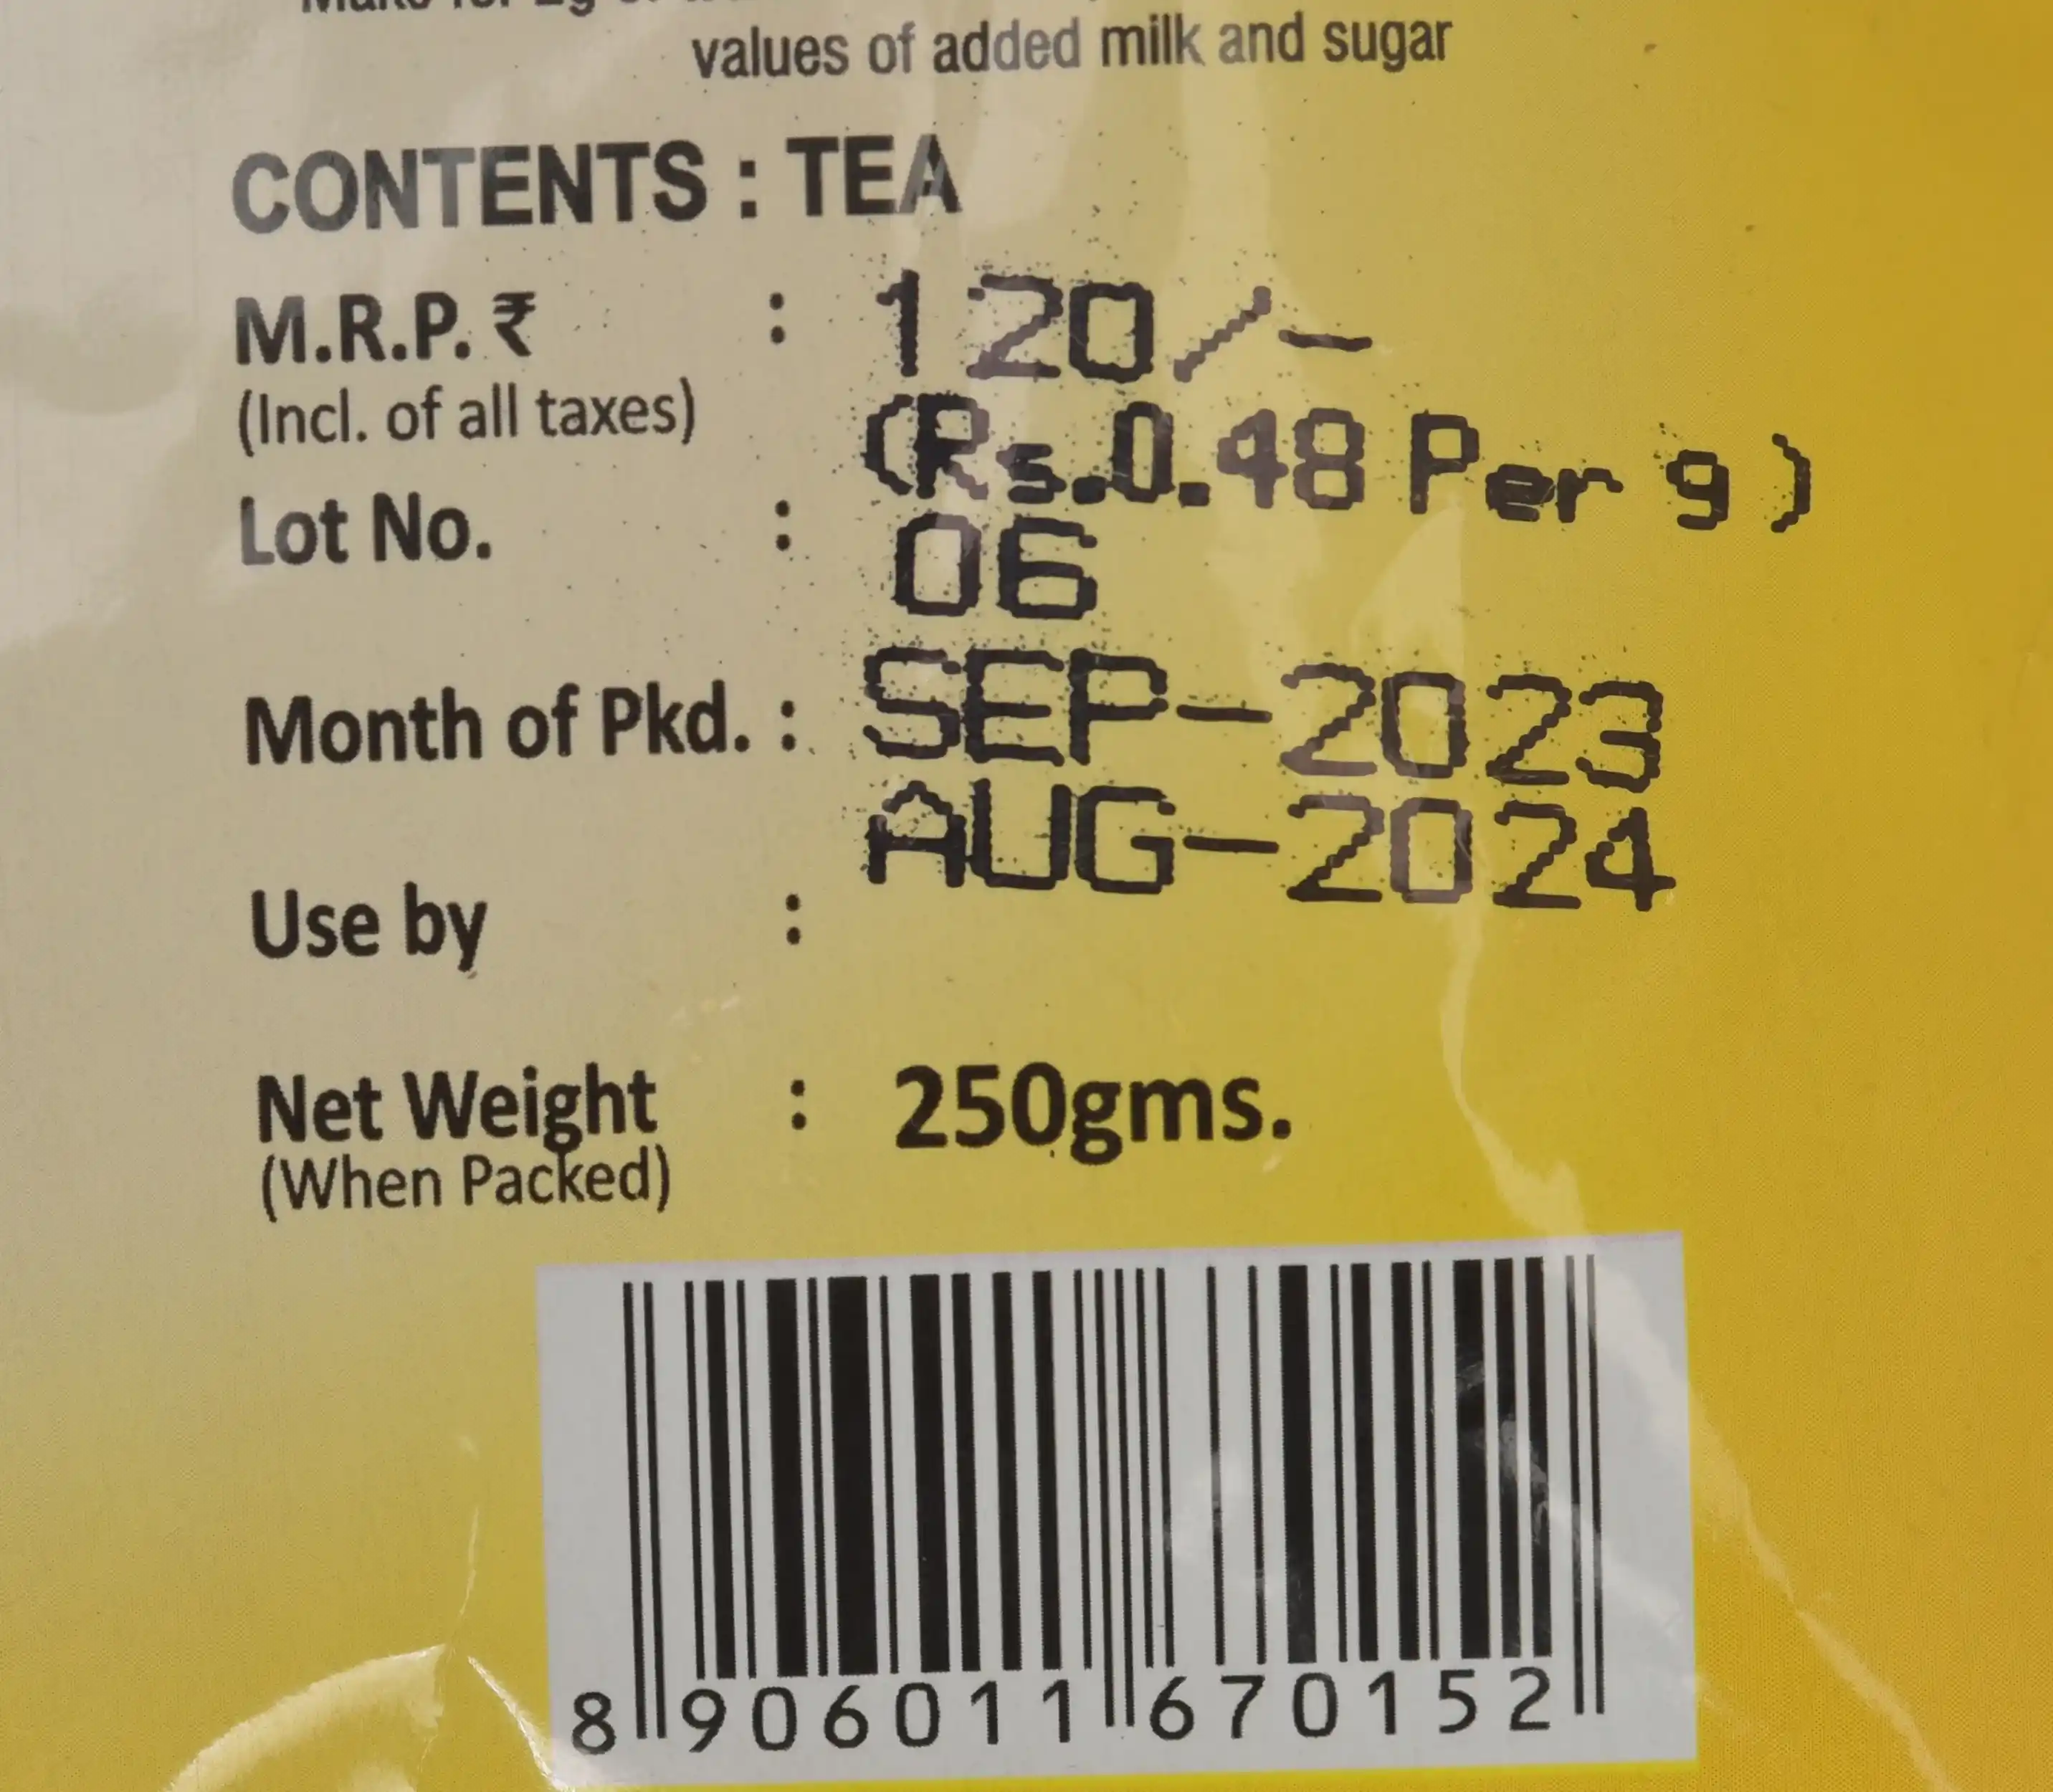 values of added milk and sugar
CONTENTS : TEA
M.R.P. ₹ : 120/-
(Incl. of all taxes) (Rs.0.48 Per g)
Lot No. : 06
Month of Pkd. : SEP-2023
AUG-2024
Use by :
Net Weight : 250gms.
(When Packed)
8 906011 670152